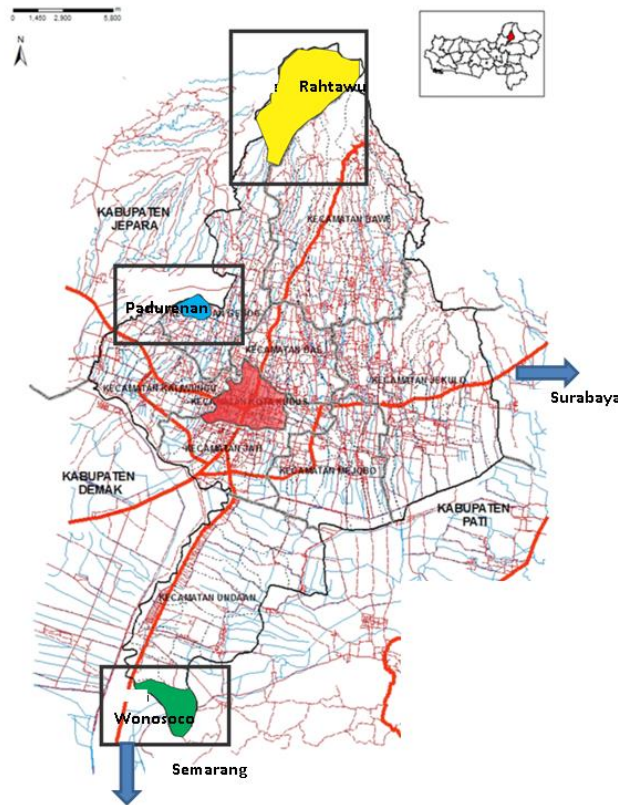 0 1,450 2,900 5,800
N
Rahtawu
KABUPATEN
JEPARA
KECAMATAN DAWE
Padurenan
KECAMATAN BAE
KECAMATAN KALIWUNGU
KECAMATAN JEKULO
KECAMATAN KOTA KUDUS
Surabaya
KECAMATAN JATI
KECAMATAN MEJOBO
KABUPATEN
DEMAK
KABUPATEN
PATI
KECAMATAN UNDAAN
Wonosoco
Semarang